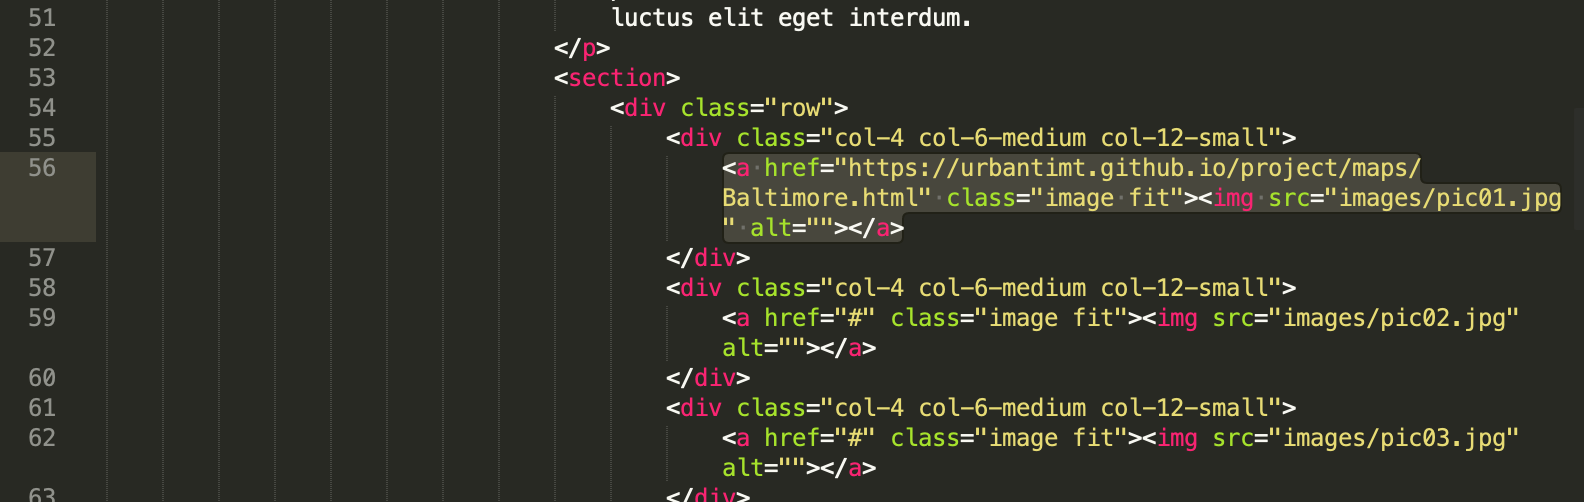 51 luctus elit eget interdum.
52 </p>
53 <section>
54 <div class="row">
55 <div class="col-4 col-6-medium col-12-small">
56 <a href="https://urbantimt.github.io/project/maps/
Baltimore.html" class="image fit"><img src="images/pic01.jpg
" alt=""></a>
57 </div>
58 <div class="col-4 col-6-medium col-12-small">
59 <a href="#" class="image fit"><img src="images/pic02.jpg"
alt=""></a>
60 </div>
61 <div class="col-4 col-6-medium col-12-small">
62 <a href="#" class="image fit"><img src="images/pic03.jpg"
alt=""></a>
63 </div>